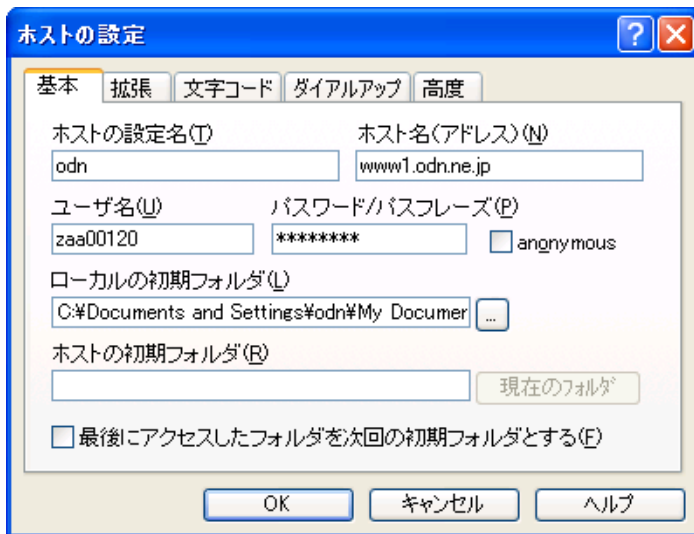 ホストの設定
基本 拡張 文字コード ダイアルアップ 高度
ホストの設定名(T) ホスト名(アドレス)(N)
odn www1.odn.ne.jp
ユーザ名(U) パスワード/パスフレーズ(P)
zaa00120 ******** anonymous
ローカルの初期フォルダ(L)
C:¥Documents and Settings¥odn¥My Documer ...
ホストの初期フォルダ(R)
現在のフォルダ
最後にアクセスしたフォルダを次回の初期フォルダとする(F)
OK キャンセル ヘルプ